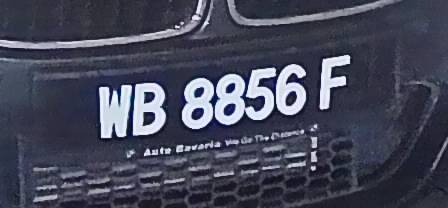 WB 8856 F
Auto Bavaria We Go The Distance